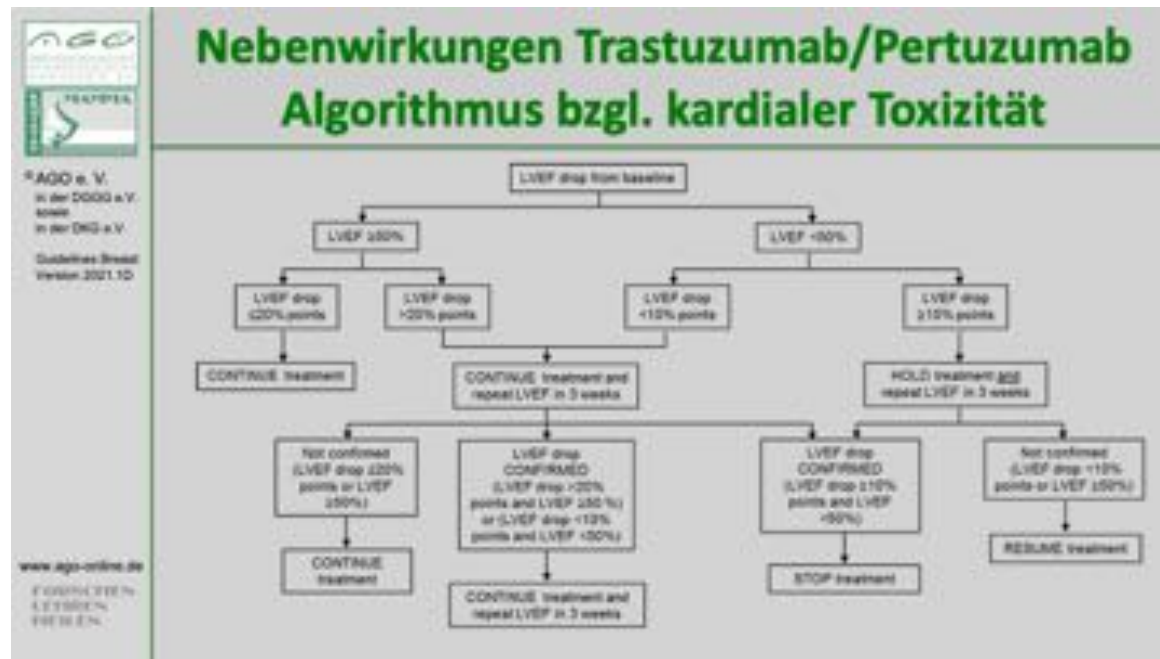 AGO
MAMMA
Nebenwirkungen Trastuzumab/Pertuzumab
Algorithmus bzgl. kardialer Toxizität
© AGO e. V.
in der DGGG e.V.
sowie
in der DKG e.V.
Guidelines Breast
Version 2021.1D
LVEF drop from baseline
LVEF ≥50%
LVEF <50%
LVEF drop
≤20% points
LVEF drop
>20% points
LVEF drop
<10% points
LVEF drop
≥10% points
CONTINUE treatment
CONTINUE treatment and
repeat LVEF in 3 weeks
HOLD treatment and
repeat LVEF in 3 weeks
Not confirmed
(LVEF drop ≤20%
points or LVEF
≥50%)
LVEF drop
CONFIRMED
(LVEF drop >20%
points and LVEF ≥50 %)
or (LVEF drop <10%
points and LVEF <50%)
LVEF drop
CONFIRMED
(LVEF drop ≥10%
points and LVEF
<50%)
Not confirmed
(LVEF drop <10%
points or LVEF ≥50%)
CONTINUE
treatment
CONTINUE treatment and
repeat LVEF in 3 weeks
STOP treatment
RESUME treatment
www.ago-online.de
FORSCHEN
LEHREN
HEILEN